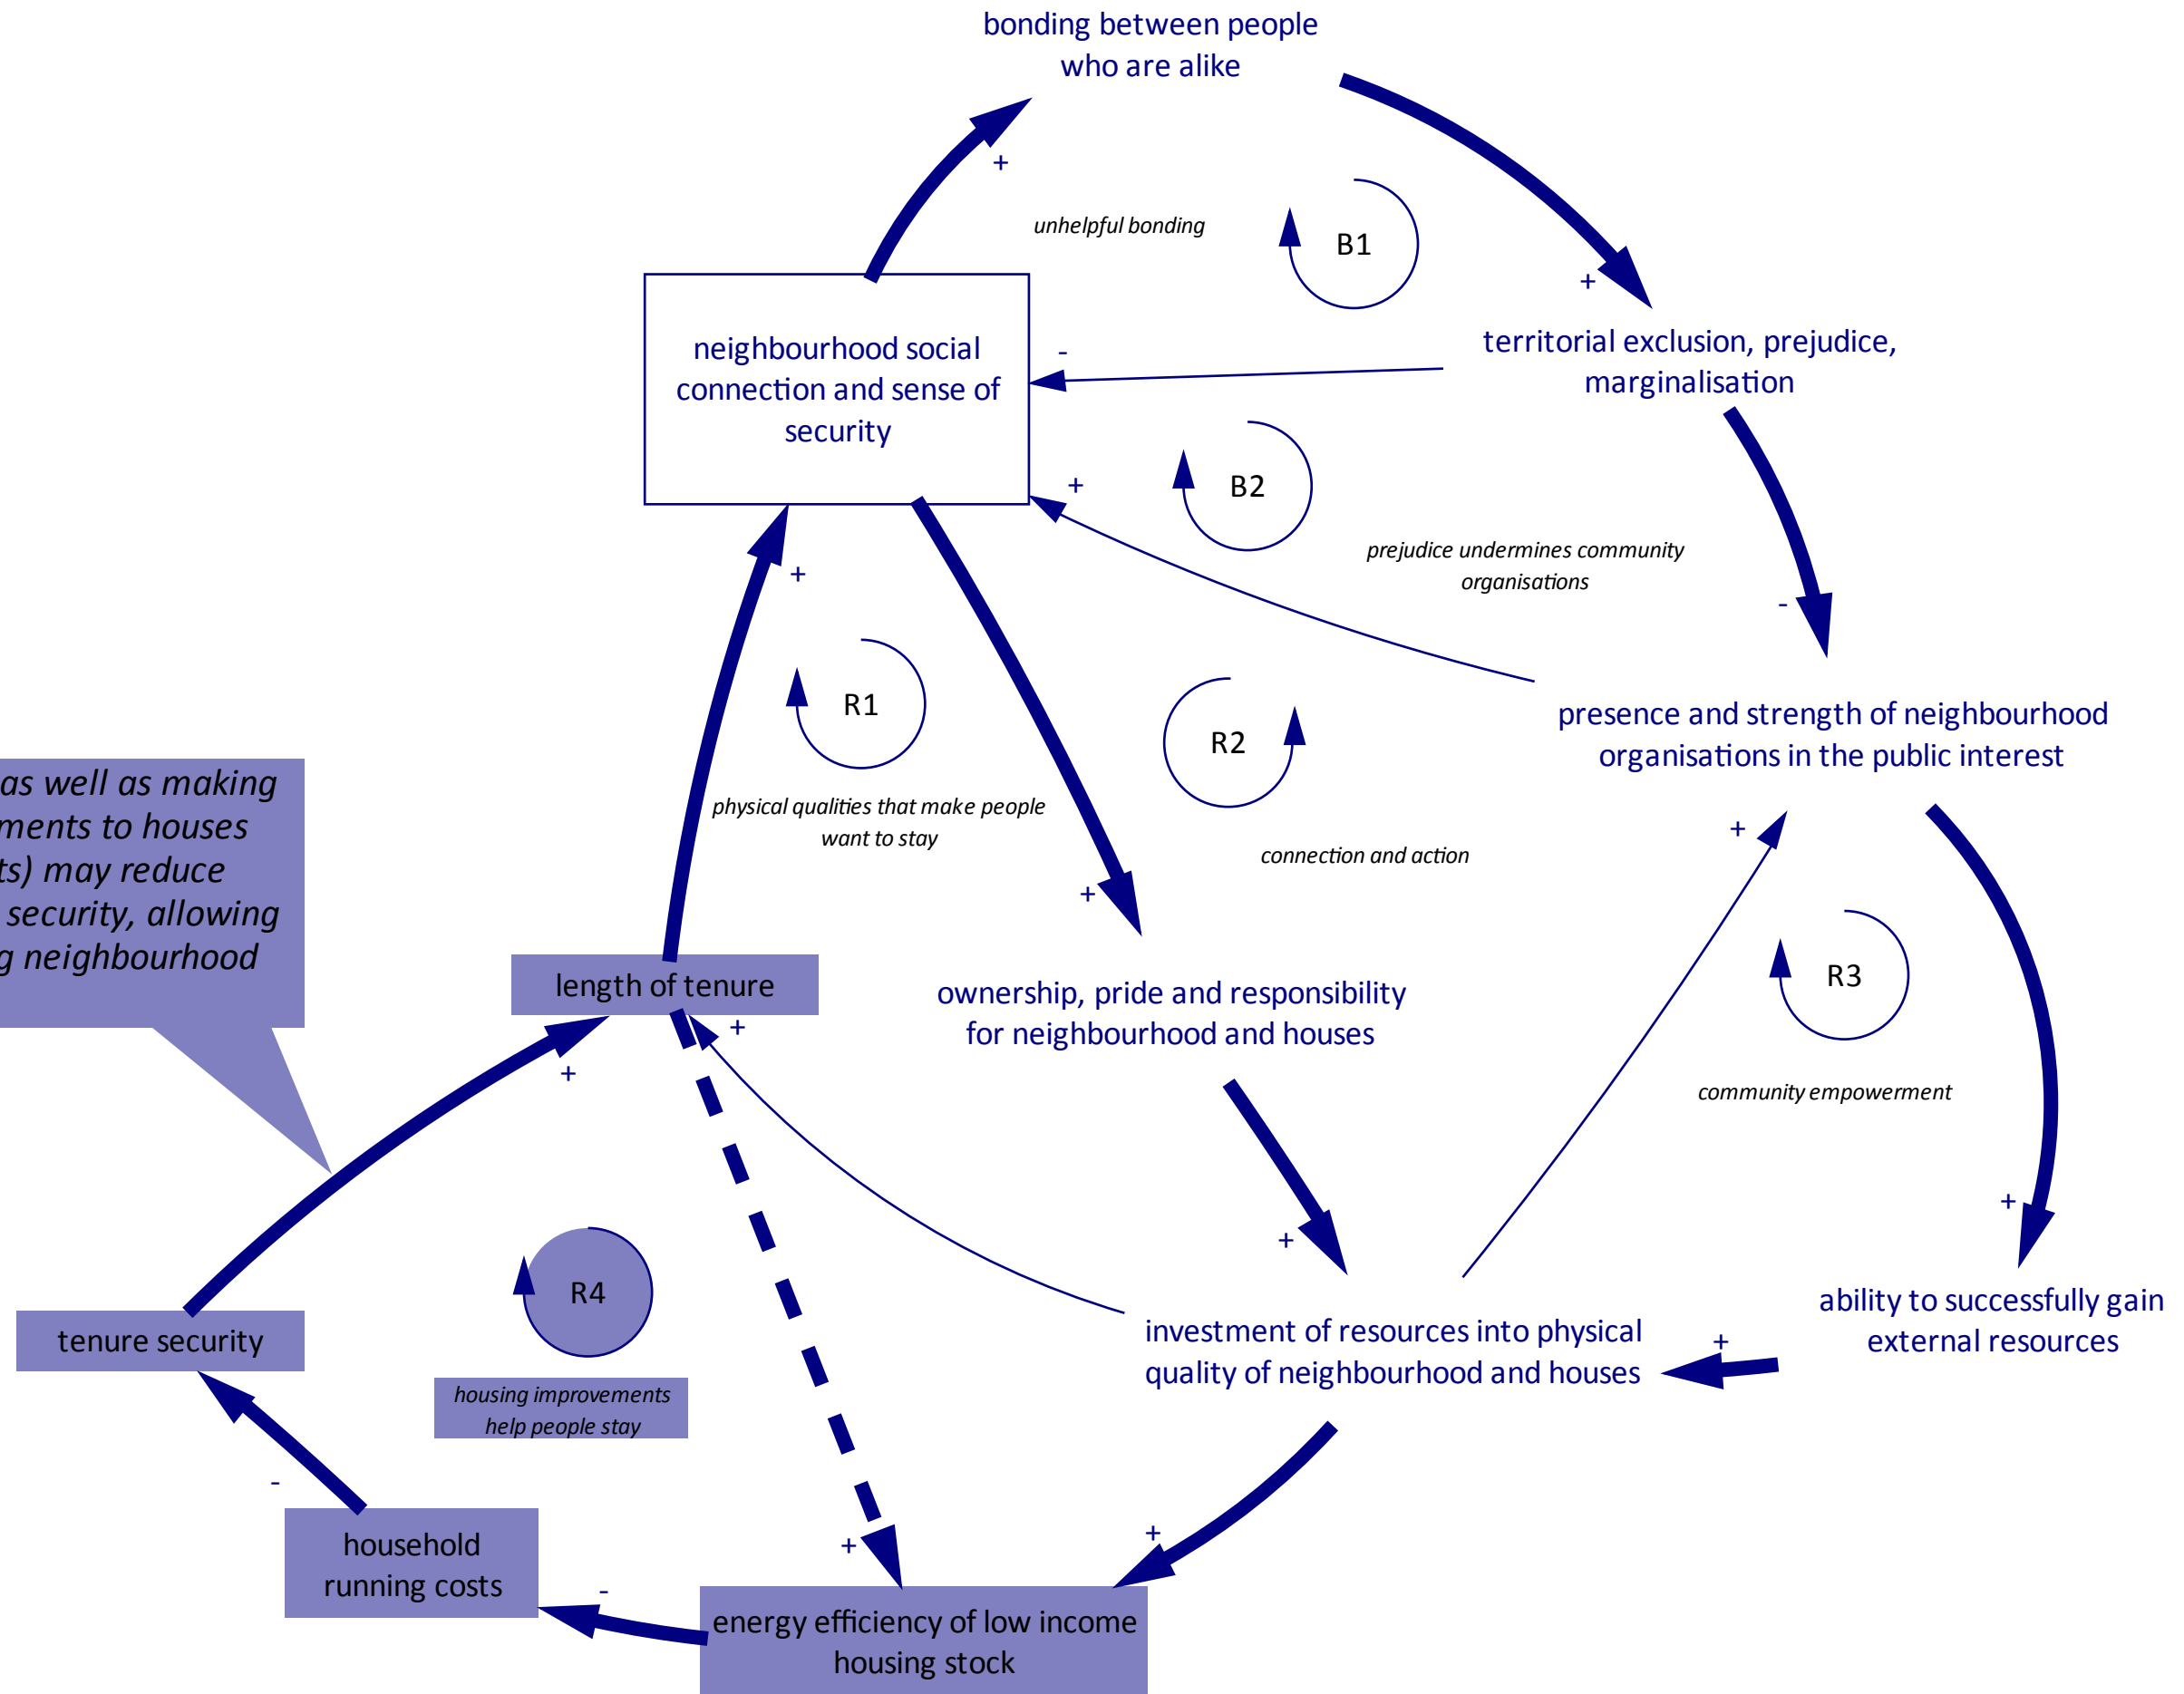 bonding between people
who are alike
+
unhelpful bonding
B1
+
neighbourhood social
connection and sense of
security
-
territorial exclusion, prejudice,
marginalisation
+
B2
prejudice undermines community
organisations
-
+
R1
physical qualities that make people
want to stay
R2
connection and action
presence and strength of neighbourhood
organisations in the public interest
as well as making
ments to houses
ts) may reduce
security, allowing
g neighbourhood
+
+
length of tenure
+
ownership, pride and responsibility
for neighbourhood and houses
R3
community empowerment
+
+
+
R4
housing improvements
help people stay
tenure security
investment of resources into physical
quality of neighbourhood and houses
+
ability to successfully gain
external resources
-
household
running costs
+
+
-
energy efficiency of low income
housing stock